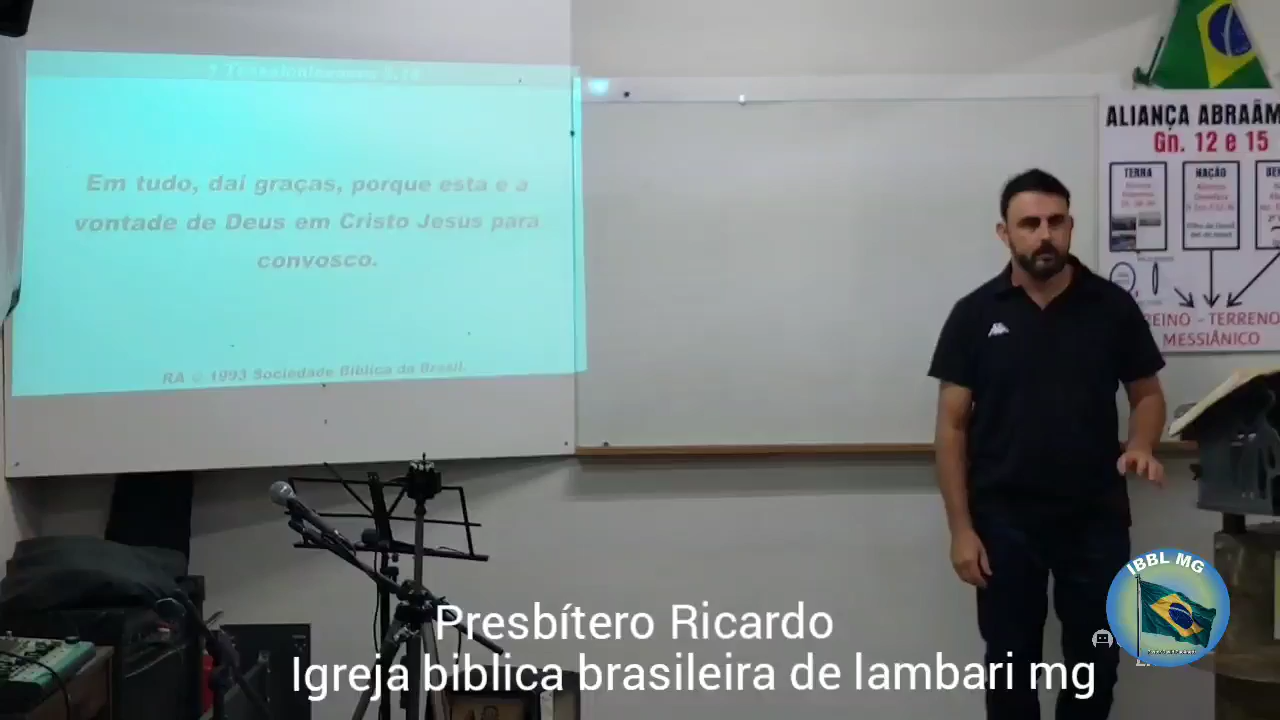 Em tudo, dai graças, porque esta e a
vontade de Deus em Cristo Jesus para
convosco.
RA © 1993 Sociedade Biblica da Brasil.
ALIANÇA ABRAÂM
Gn. 12 e 15
TERRA
NAÇÃO
REINO - TERRENO
MESSIÂNICO
IBBL MG
Presbítero Ricardo
Igreja biblica brasileira de lambari mg